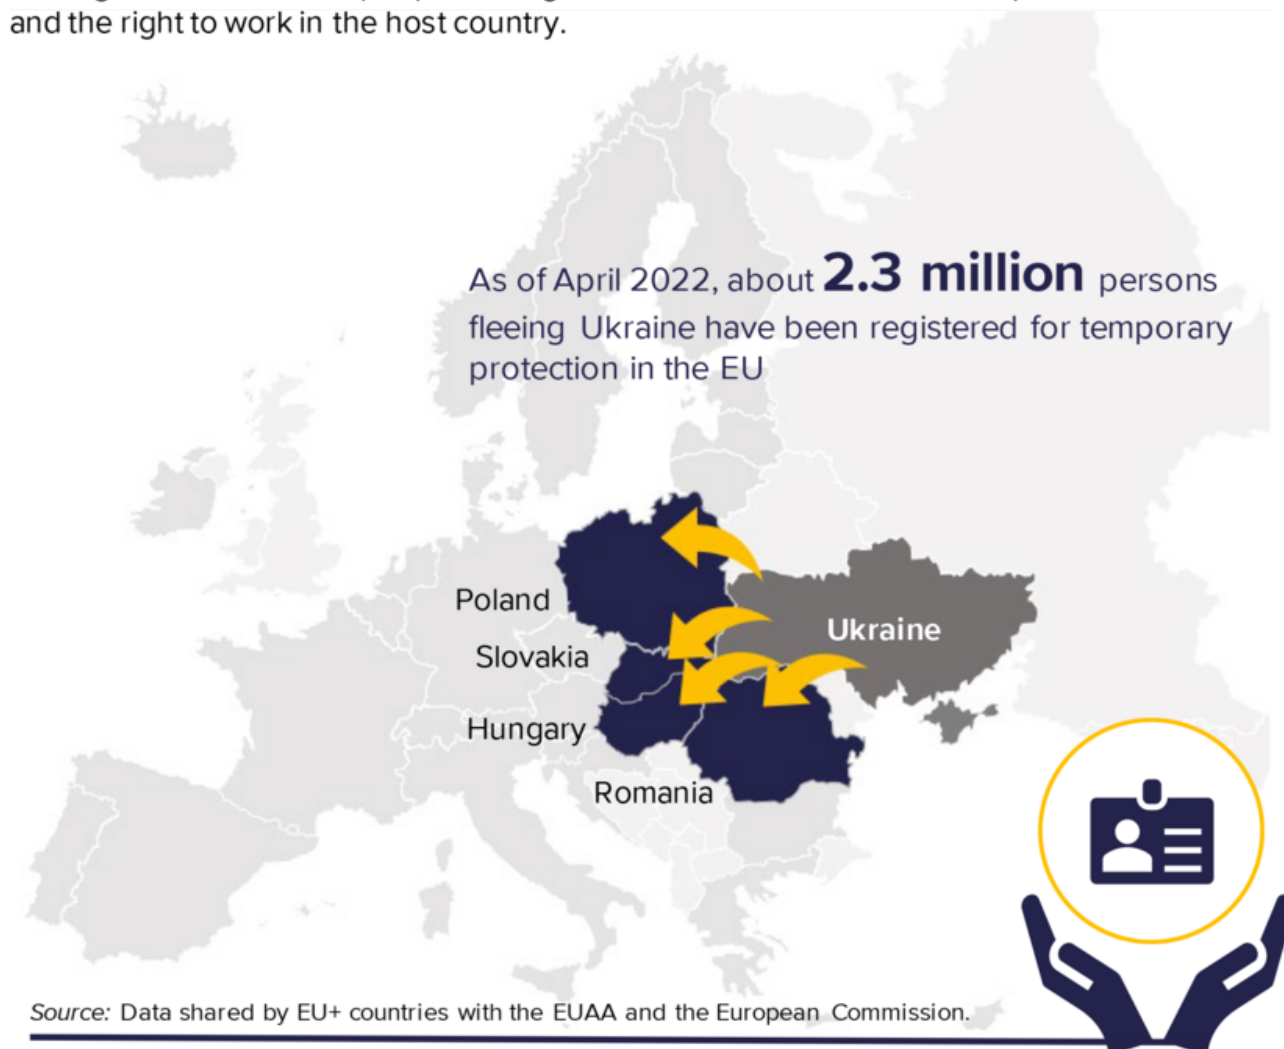 and the right to work in the host country.
As of April 2022, about 2.3 million persons
fleeing Ukraine have been registered for temporary
protection in the EU
Poland
Ukraine
Slovakia
Hungary
Romania
Source: Data shared by EU+ countries with the EUAA and the European Commission.